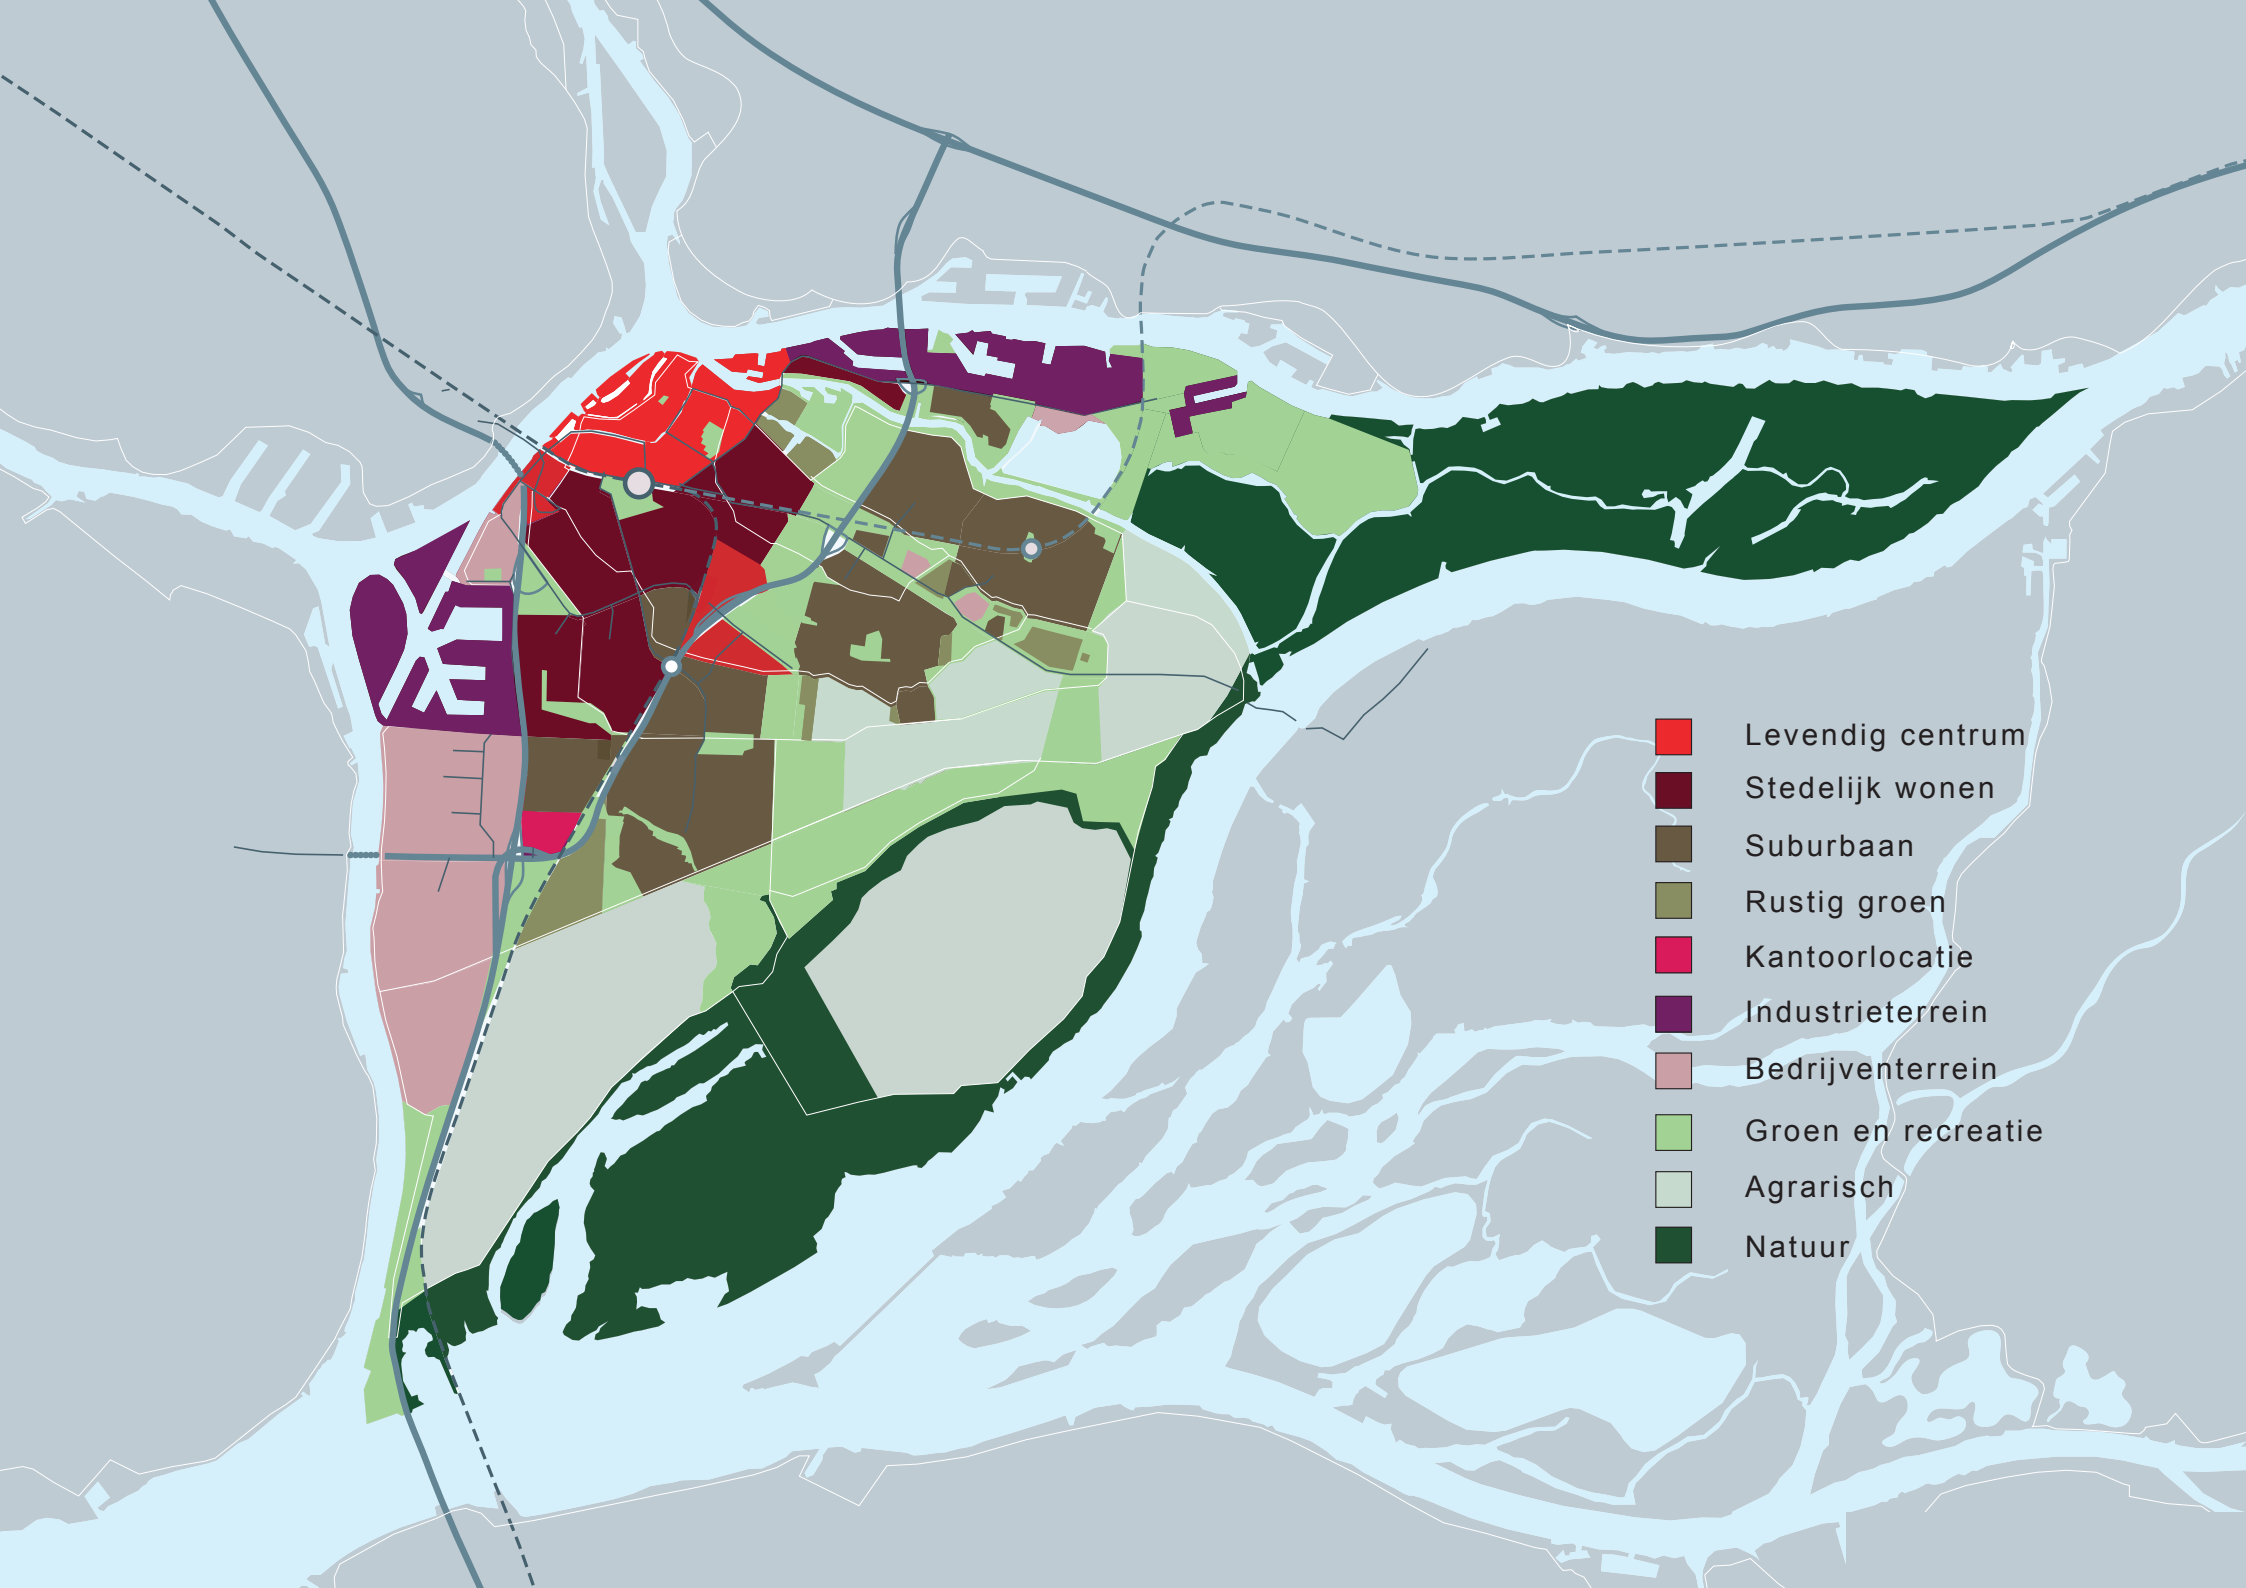 Levendig centrum
Stedelijk wonen
Suburbaan
Rustig groen
Kantoorlocatie
Industrieterrein
Bedrijventerrein
Groen en recreatie
Agrarisch
Natuur